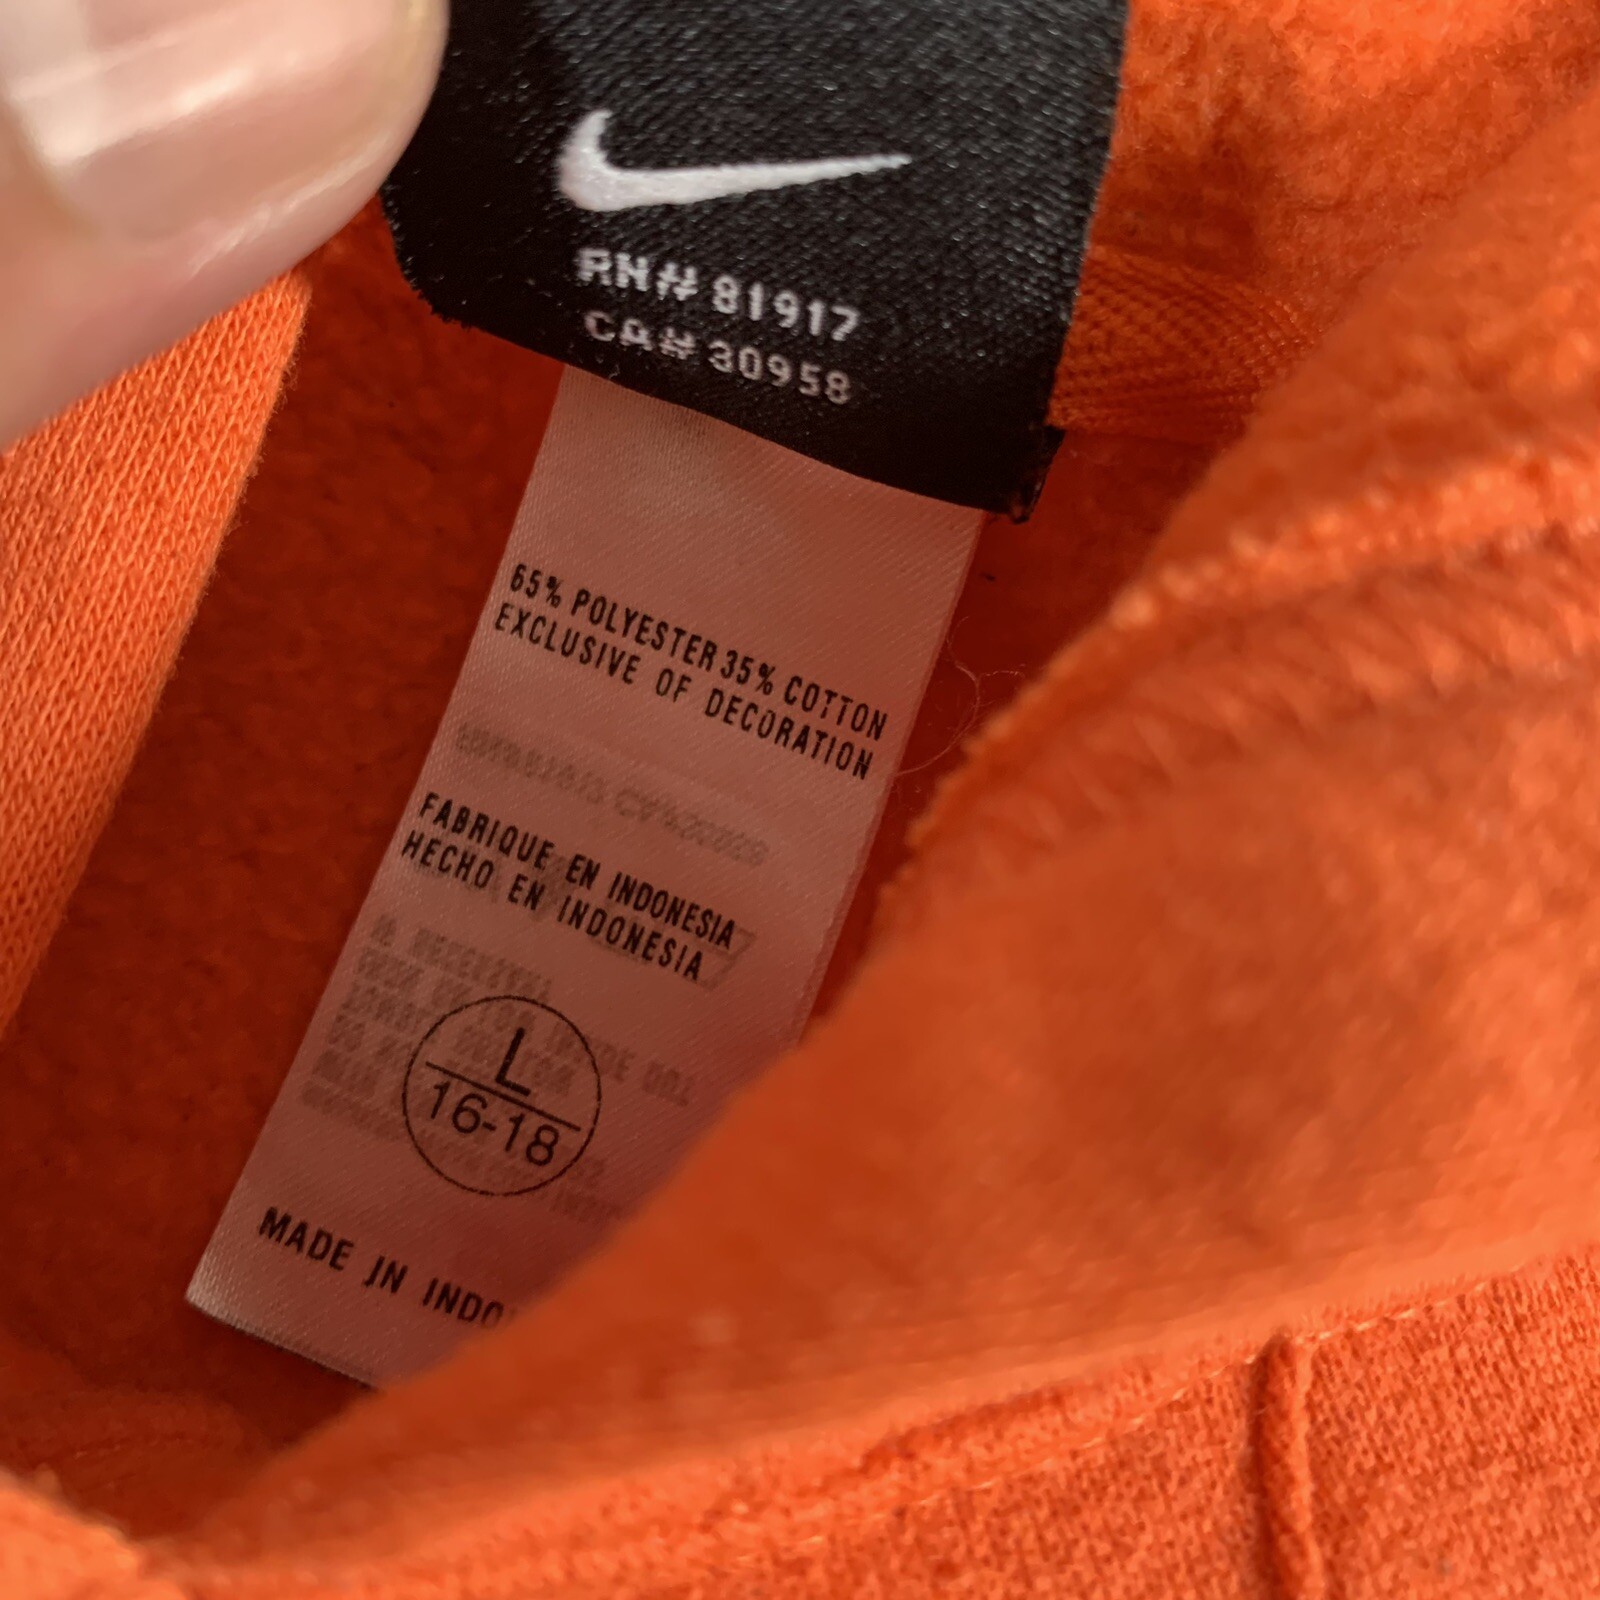 RN# 81917
CA# 30958
65% POLYESTER 35% COTTON
EXCLUSIVE OF DECORATION
FABRIQUE EN INDONESIA
HECHO EN INDONESIA
L
16-18
MADE IN